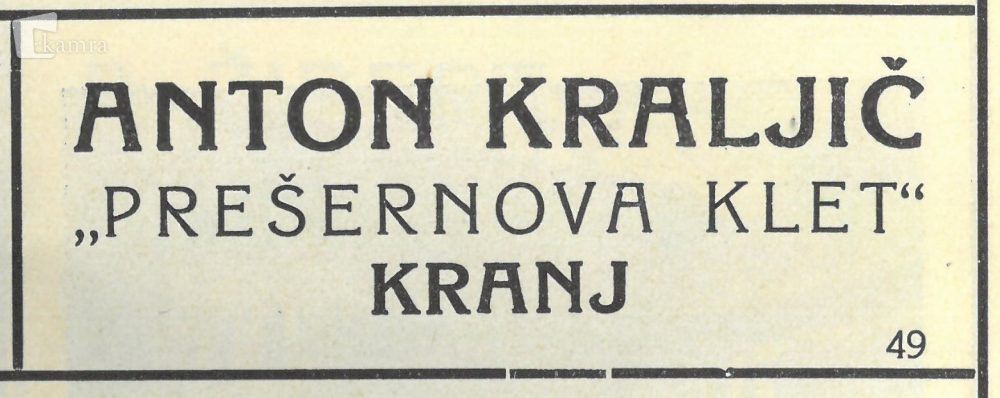 kamra
ANTON KRALJIČ
„PREŠERNOVA KLET“
KRANJ
49